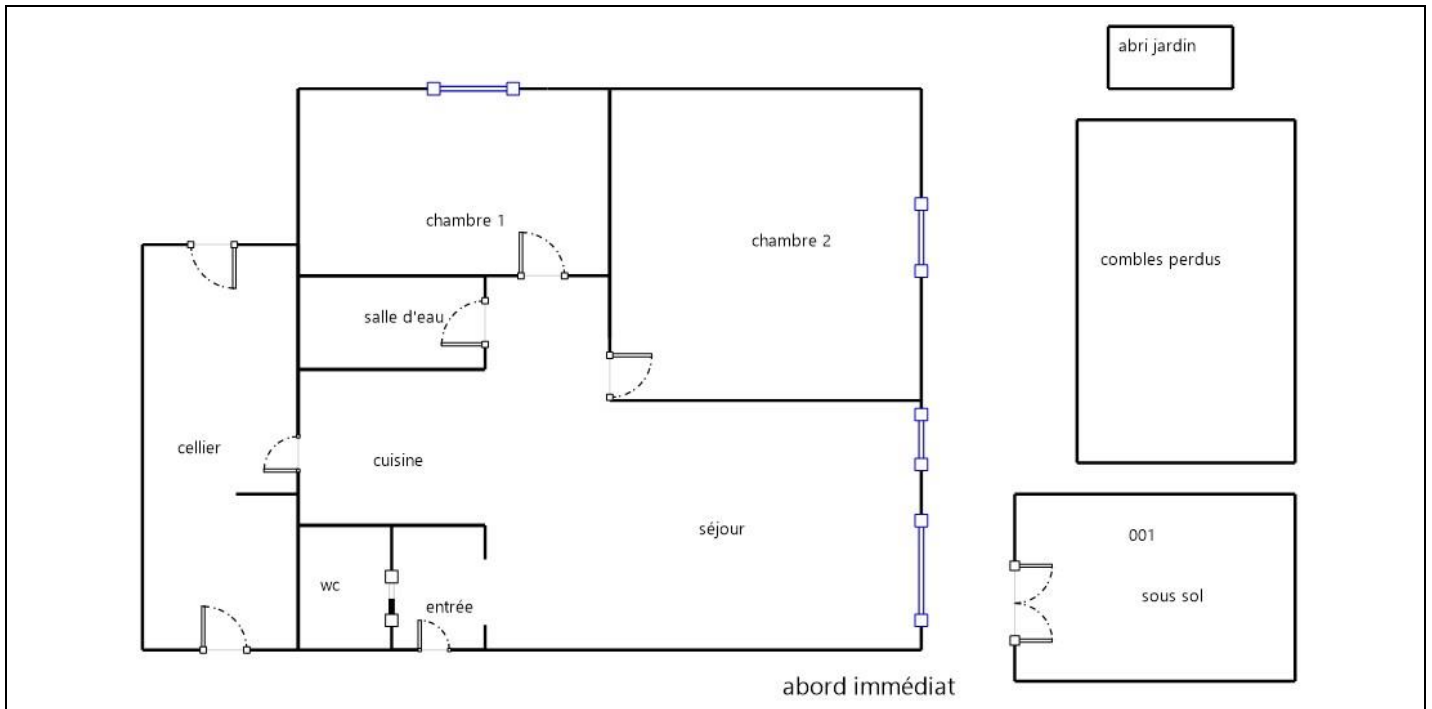 abri jardin
chambre 1
chambre 2
combles perdus
salle d'eau
cellier
cuisine
séjour
001
wc
entrée
sous sol
abord immédiat